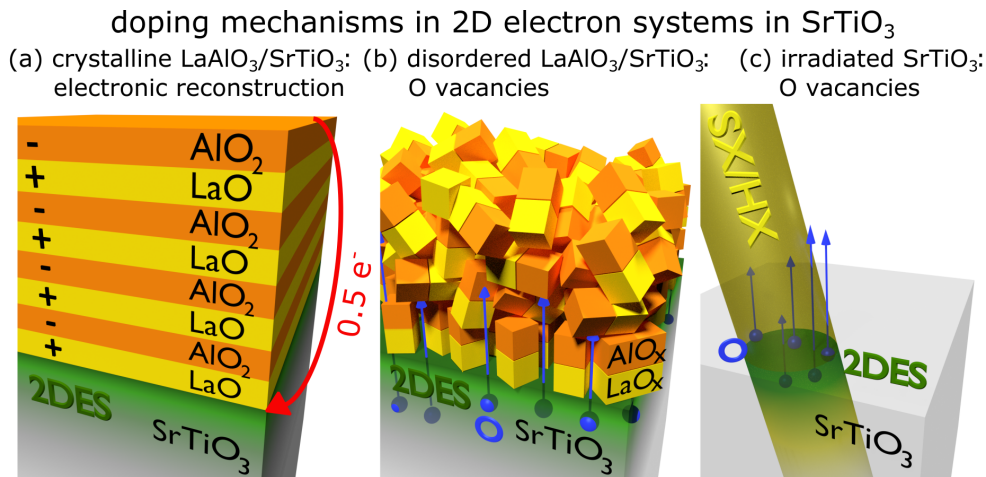 doping mechanisms in 2D electron systems in SrTiO₃
(a) crystalline LaAlO₃/SrTiO₃:
electronic reconstruction
(b) disordered LaAlO₃/SrTiO₃:
O vacancies
(c) irradiated SrTiO₃:
O vacancies
- AlO₂
+ LaO
- AlO₂
+ LaO
- AlO₂
+ LaO
- AlO₂
+ LaO
0.5 e⁻
2DES
SrTiO₃
AlOx
LaOx
2DES
O
SrTiO₃
SX/HX
O
2DES
SrTiO₃